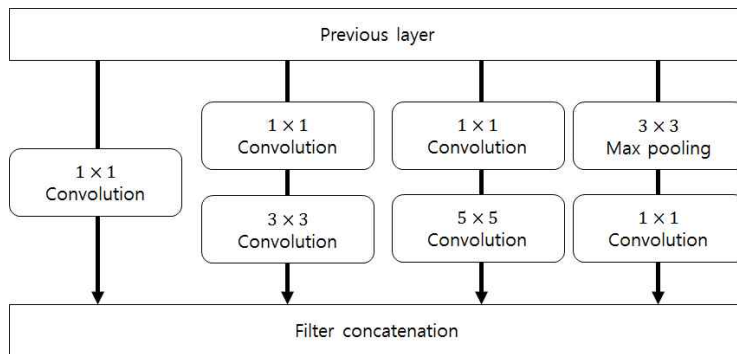 Previous layer
1 × 1
Convolution
1 × 1
Convolution
3 × 3
Convolution
1 × 1
Convolution
5 × 5
Convolution
3 × 3
Max pooling
1 × 1
Convolution
Filter concatenation